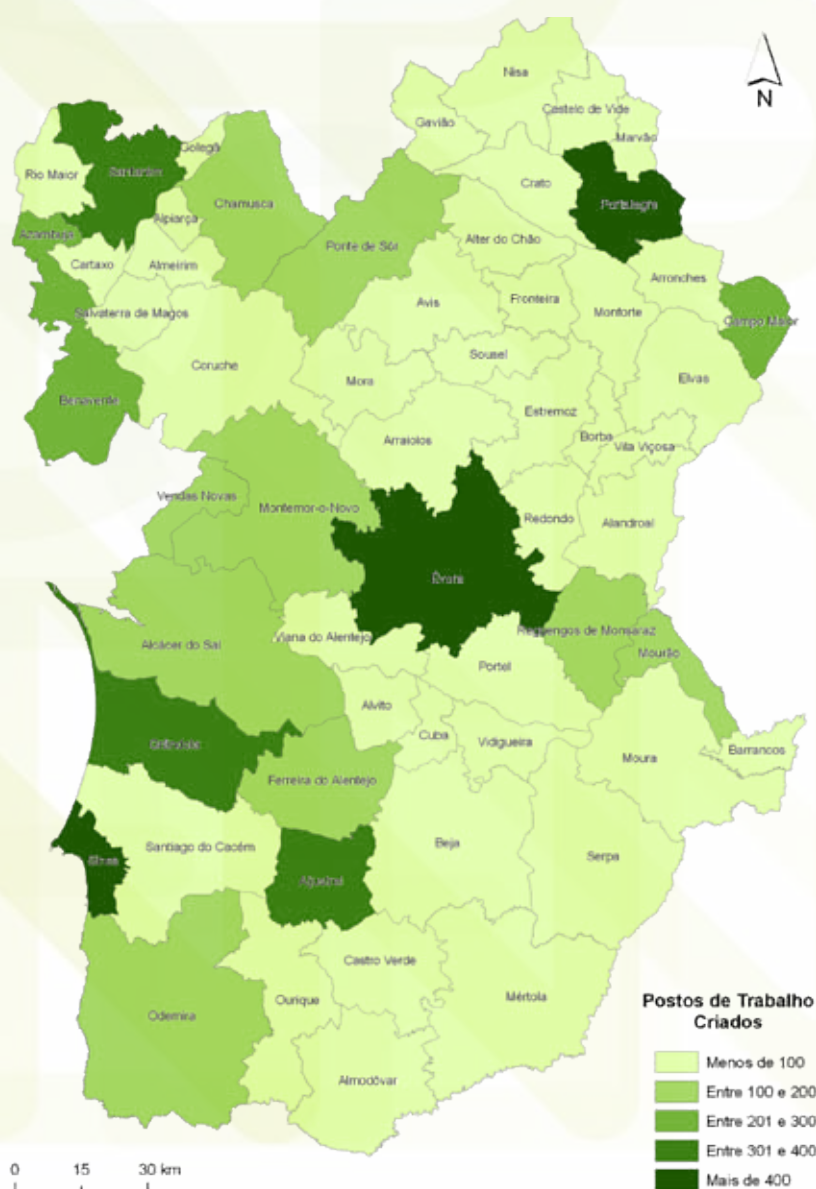 N
Nisa
Castelo de Vide
Gavião
Marvão
Golegã
Santarém
Rio Maior
Crato
Chamusca
Portalegre
Alpiarça
Azambuja
Ponte de Sôr
Alter do Chão
Cartaxo
Almeirim
Arronches
Avis
Fronteira
Monforte
Salvaterra de Magos
Campo Maior
Sousel
Coruche
Mora
Elvas
Benavente
Estremoz
Arraiolos
Borba
Vila Viçosa
Vendas Novas
Montemor-o-Novo
Redondo
Alandroal
Évora
Reguengos de Monsaraz
Viana do Alentejo
Alcácer do Sal
Mourão
Portel
Alvito
Cuba
Vidigueira
Barrancos
Moura
Ferreira do Alentejo
Beja
Santiago do Cacém
Serpa
Sines
Aljustrel
Castro Verde
Ourique
Mértola
Odemira
Almodôvar
Postos de Trabalho
Criados
Menos de 100
Entre 100 e 200
Entre 201 e 300
Entre 301 e 400
Mais de 400
0 15 30 km